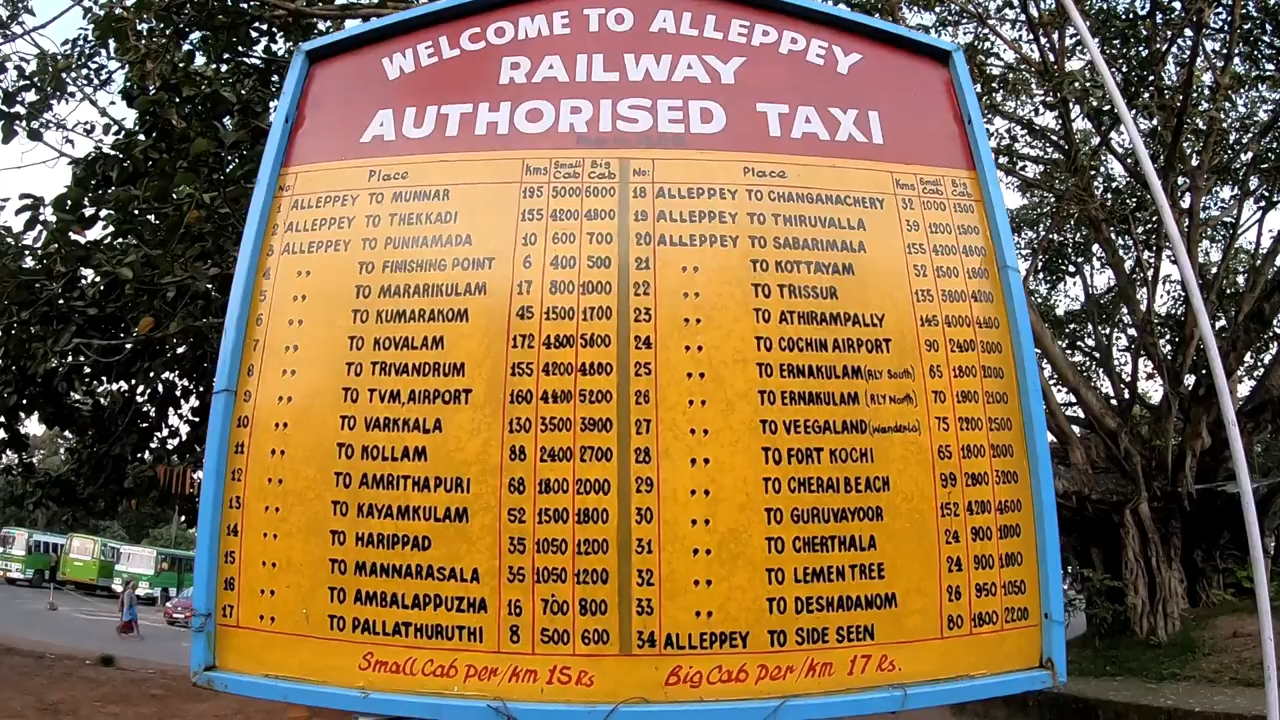 WELCOME TO ALLEPPEY
RAILWAY
AUTHORISED TAXI
No: Place Kms Small Cab Big Cab
1 ALLEPPEY TO MUNNAR 195 5000 6000
2 ALLEPPEY TO THEKKADI 155 4200 4800
3 ALLEPPEY TO PUNNAMADA 10 600 700
4 ,, TO FINISHING POINT 6 400 500
5 ,, TO MARARIKULAM 17 800 1000
6 ,, TO KUMARAKOM 45 1500 1700
7 ,, TO KOVALAM 172 4800 5600
8 ,, TO TRIVANDRUM 155 4200 4800
9 ,, TO TVM,AIRPORT 160 4400 5200
10 ,, TO VARKKALA 130 3500 3900
11 ,, TO KOLLAM 88 2400 2700
12 ,, TO AMRITHAPURI 68 1800 2000
13 ,, TO KAYAMKULAM 52 1500 1800
14 ,, TO HARIPPAD 35 1050 1200
15 ,, TO MANNARASALA 35 1050 1200
16 ,, TO AMBALAPPUZHA 16 700 800
17 ,, TO PALLATHURUTHI 8 500 600
No: Place Kms Small Cab Big Cab
18 ALLEPPEY TO CHANGANACHERY 32 1000 1300
19 ALLEPPEY TO THIRUVALLA 39 1200 1500
20 ALLEPPEY TO SABARIMALA 155 4200 4800
21 ,, TO KOTTAYAM 52 1500 1800
22 ,, TO TRISSUR 135 3800 4200
23 ,, TO ATHIRAMPALLY 145 4000 4400
24 ,, TO COCHIN AIRPORT 90 2400 3000
25 ,, TO ERNAKULAM (RLY South) 65 1800 2000
26 ,, TO ERNAKULAM (RLY North) 70 1900 2100
27 ,, TO VEEGALAND (Wanderla) 75 2200 2500
28 ,, TO FORT KOCHI 65 1800 2000
29 ,, TO CHERAI BEACH 99 2800 3200
30 ,, TO GURUVAYOOR 152 4200 4600
31 ,, TO CHERTHALA 24 900 1000
32 ,, TO LEMEN TREE 24 900 1000
33 ,, TO DESHADANOM 26 950 1050
34 ALLEPPEY TO SIDE SEEN 80 1800 2200
Small Cab Per/Km 15 Rs Big Cab Per/Km 17 Rs.